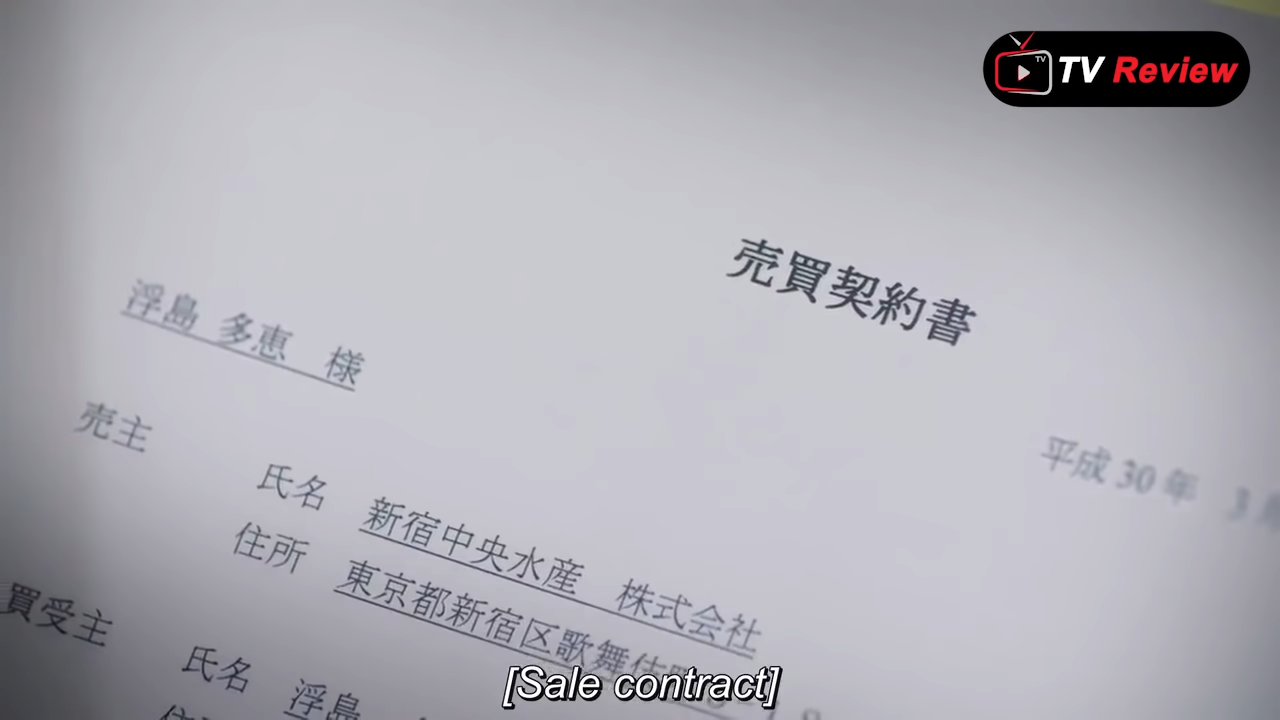 TV
TV Review
売買契約書
浮島 多恵 様
平成 30 年 3
売主
氏名 新宿中央水産 株式会社
住所 東京都新宿区歌舞伎町
買受主
氏名 浮島
[Sale contract]